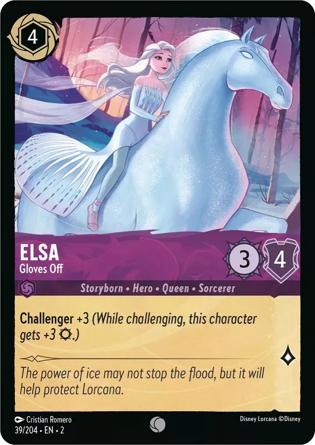 4
ELSA
Gloves Off
3
4
Storyborn • Hero • Queen • Sorcerer
Challenger +3 (While challenging, this character
gets +3 .)
The power of ice may not stop the flood, but it will
help protect Lorcana.
Cristian Romero
39/204 • EN • 2
Disney Lorcana ©Disney